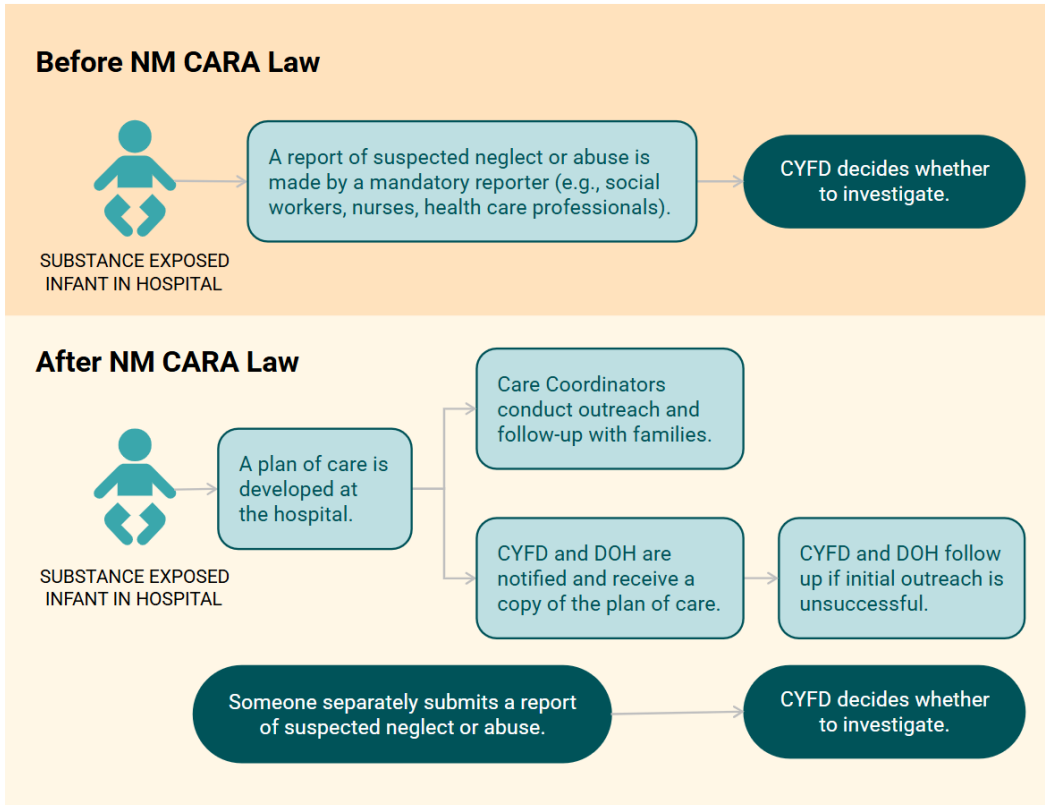 Before NM CARA Law
A report of suspected neglect or abuse is
made by a mandatory reporter (e.g., social
workers, nurses, health care professionals).
CYFD decides whether
to investigate.
SUBSTANCE EXPOSED
INFANT IN HOSPITAL
After NM CARA Law
Care Coordinators
conduct outreach and
follow-up with families.
A plan of care is
developed at
the hospital.
CYFD and DOH are
notified and receive a
copy of the plan of care.
CYFD and DOH follow
up if initial outreach is
unsuccessful.
SUBSTANCE EXPOSED
INFANT IN HOSPITAL
Someone separately submits a report
of suspected neglect or abuse.
CYFD decides whether
to investigate.